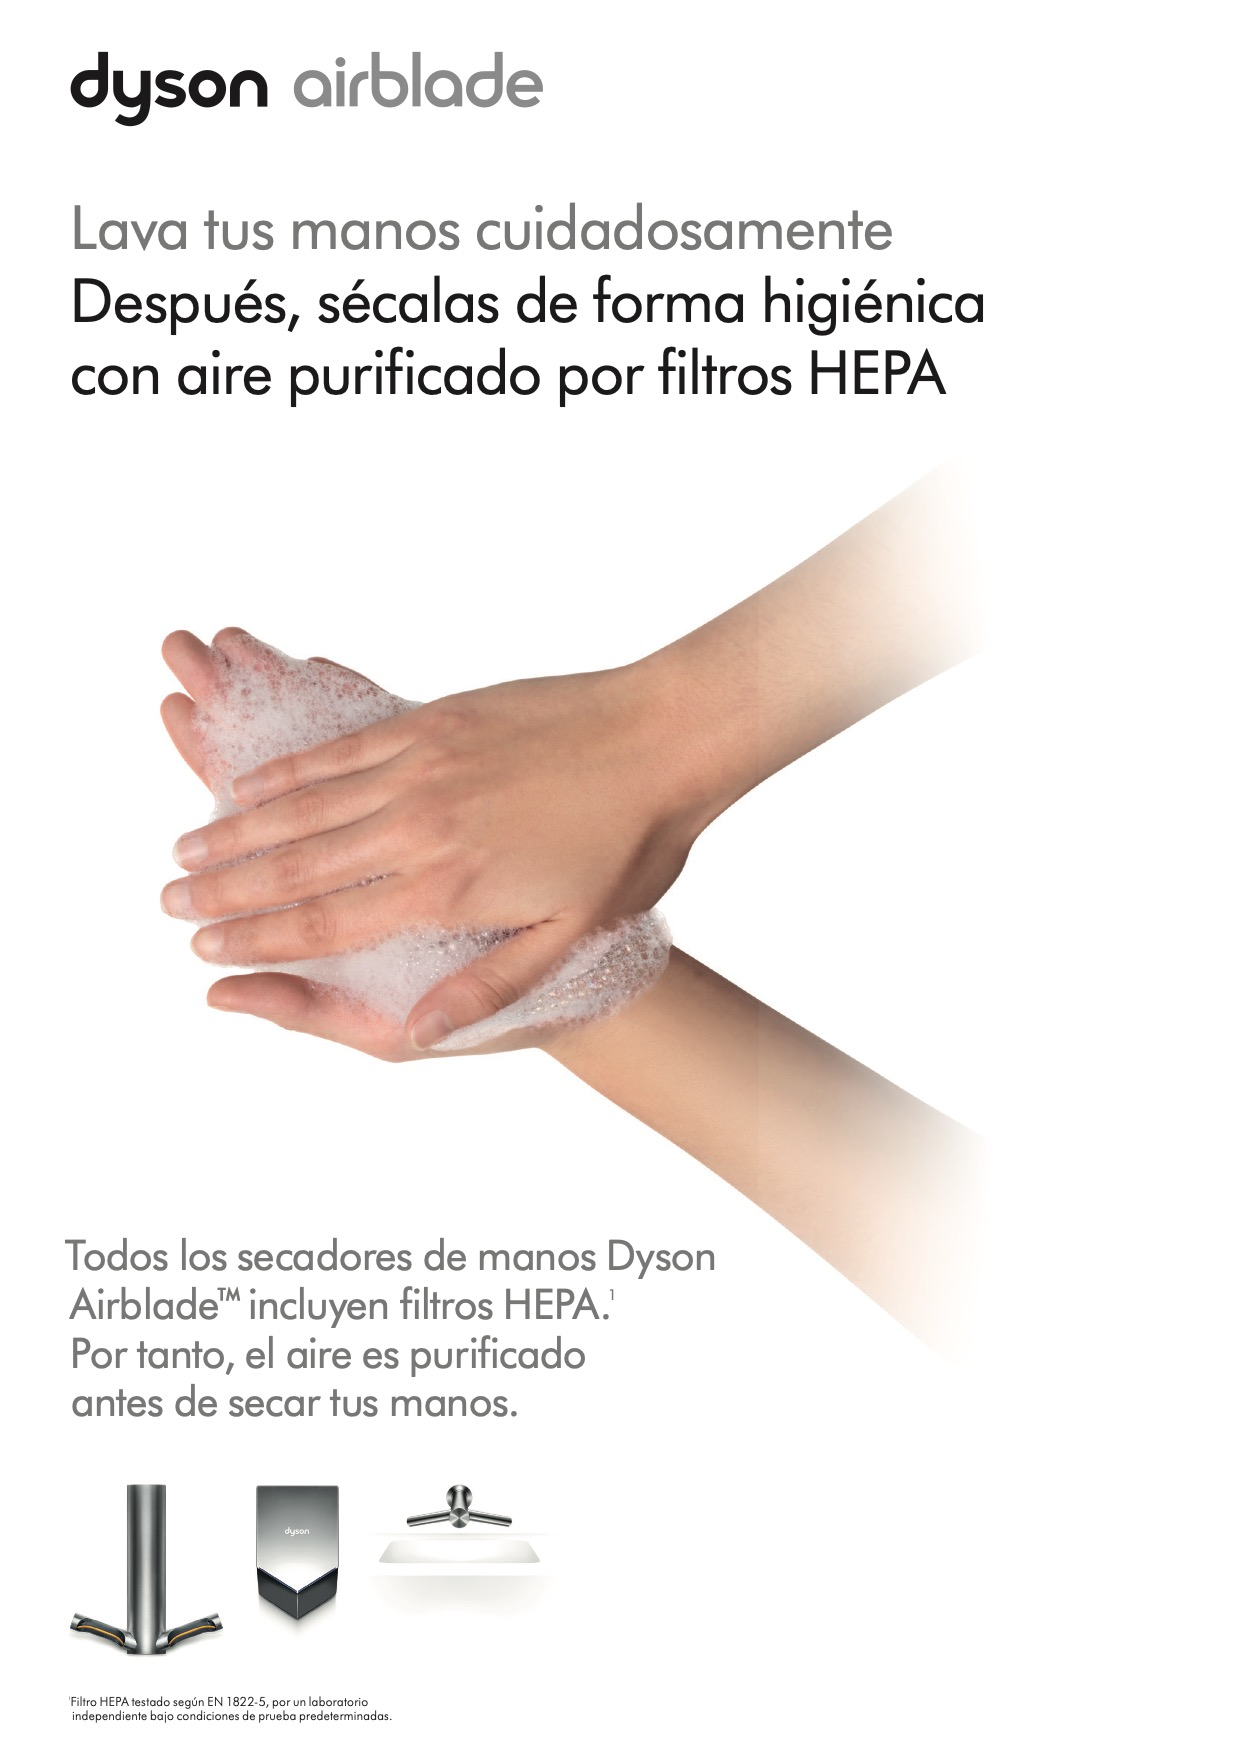 dyson airblade
Lava tus manos cuidadosamente
Después, sécalas de forma higiénica
con aire purificado por filtros HEPA
Todos los secadores de manos Dyson
Airblade™ incluyen filtros HEPA.¹
Por tanto, el aire es purificado
antes de secar tus manos.
dyson
¹Filtro HEPA testado según EN 1822-5, por un laboratorio
independiente bajo condiciones de prueba predeterminadas.